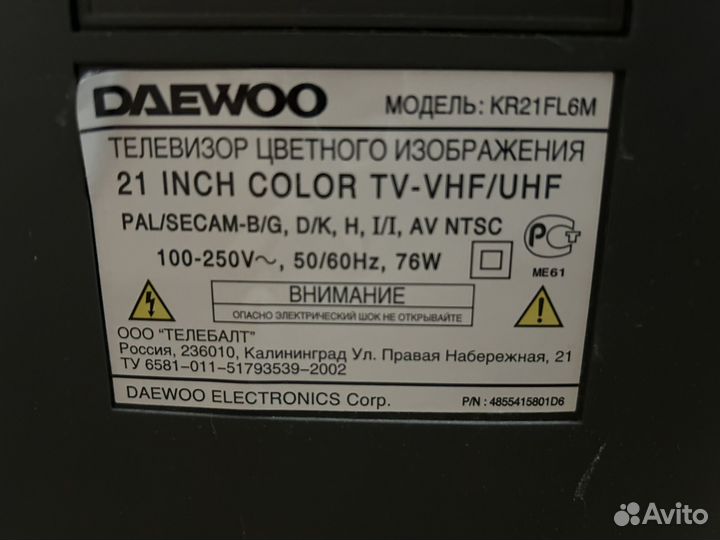 DAEWOO МОДЕЛЬ: KR21FL6M
ТЕЛЕВИЗОР ЦВЕТНОГО ИЗОБРАЖЕНИЯ
21 INCH COLOR TV-VHF/UHF
PAL/SECAM-B/G, D/K, H, I/I, AV NTSC
100-250V~, 50/60Hz, 76W
РСТ
ME61
ВНИМАНИЕ
ОПАСНО ЭЛЕКТРИЧЕСКИЙ ШОК НЕ ОТКРЫВАЙТЕ
ООО "ТЕЛЕБАЛТ"
Россия, 236010, Калининград Ул. Правая Набережная, 21
ТУ 6581-011-51793539-2002
DAEWOO ELECTRONICS Corp. P/N : 4855415801D6
Avito